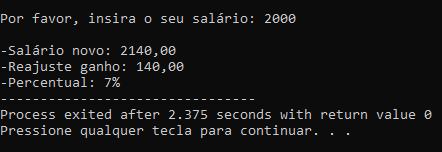 Por favor, insira o seu salário: 2000
-Salário novo: 2140,00
-Reajuste ganho: 140,00
-Percentual: 7%
--------------------------------
Process exited after 2.375 seconds with return value 0
Pressione qualquer tecla para continuar. . .